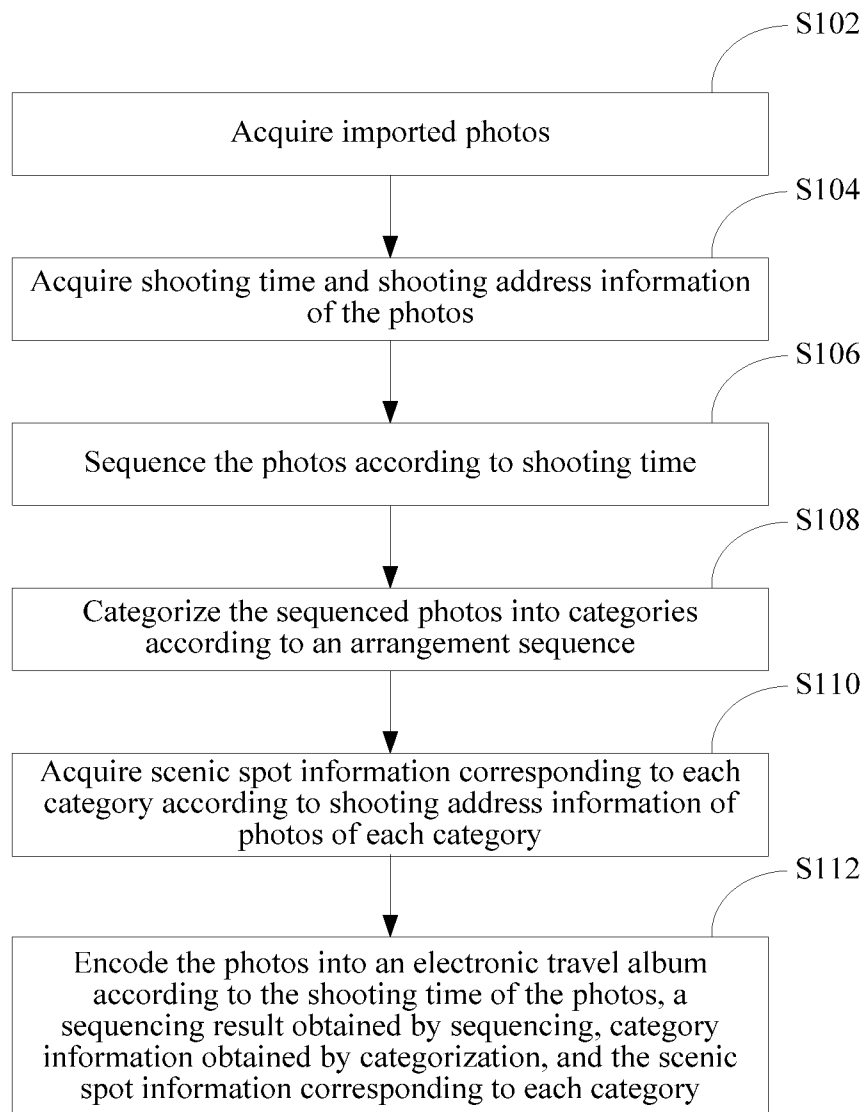 S102
Acquire imported photos
S104
Acquire shooting time and shooting address information
of the photos
S106
Sequence the photos according to shooting time
S108
Categorize the sequenced photos into categories
according to an arrangement sequence
S110
Acquire scenic spot information corresponding to each
category according to shooting address information of
photos of each category
S112
Encode the photos into an electronic travel album
according to the shooting time of the photos, a
sequencing result obtained by sequencing, category
information obtained by categorization, and the scenic
spot information corresponding to each category